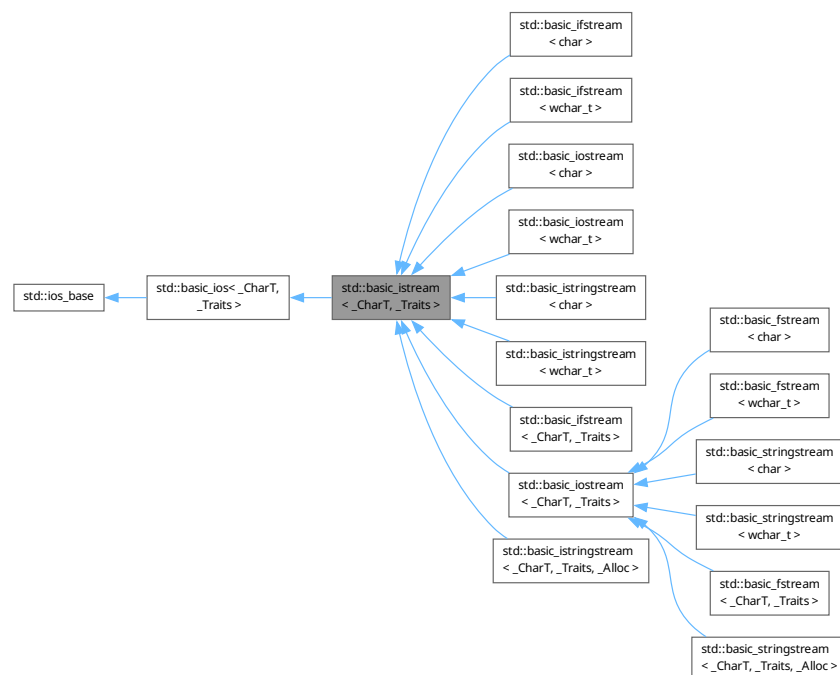 std::basic_ifstream
< char >
std::basic_ifstream
< wchar_t >
std::basic_iostream
< char >
std::basic_iostream
< wchar_t >
std::ios_base
std::basic_ios< _CharT,
_Traits >
std::basic_istream
< _CharT, _Traits >
std::basic_istringstream
< char >
std::basic_istringstream
< wchar_t >
std::basic_ifstream
< _CharT, _Traits >
std::basic_iostream
< _CharT, _Traits >
std::basic_istringstream
< _CharT, _Traits, _Alloc >
std::basic_fstream
< char >
std::basic_fstream
< wchar_t >
std::basic_stringstream
< char >
std::basic_stringstream
< wchar_t >
std::basic_fstream
< _CharT, _Traits >
std::basic_stringstream
< _CharT, _Traits, _Alloc >